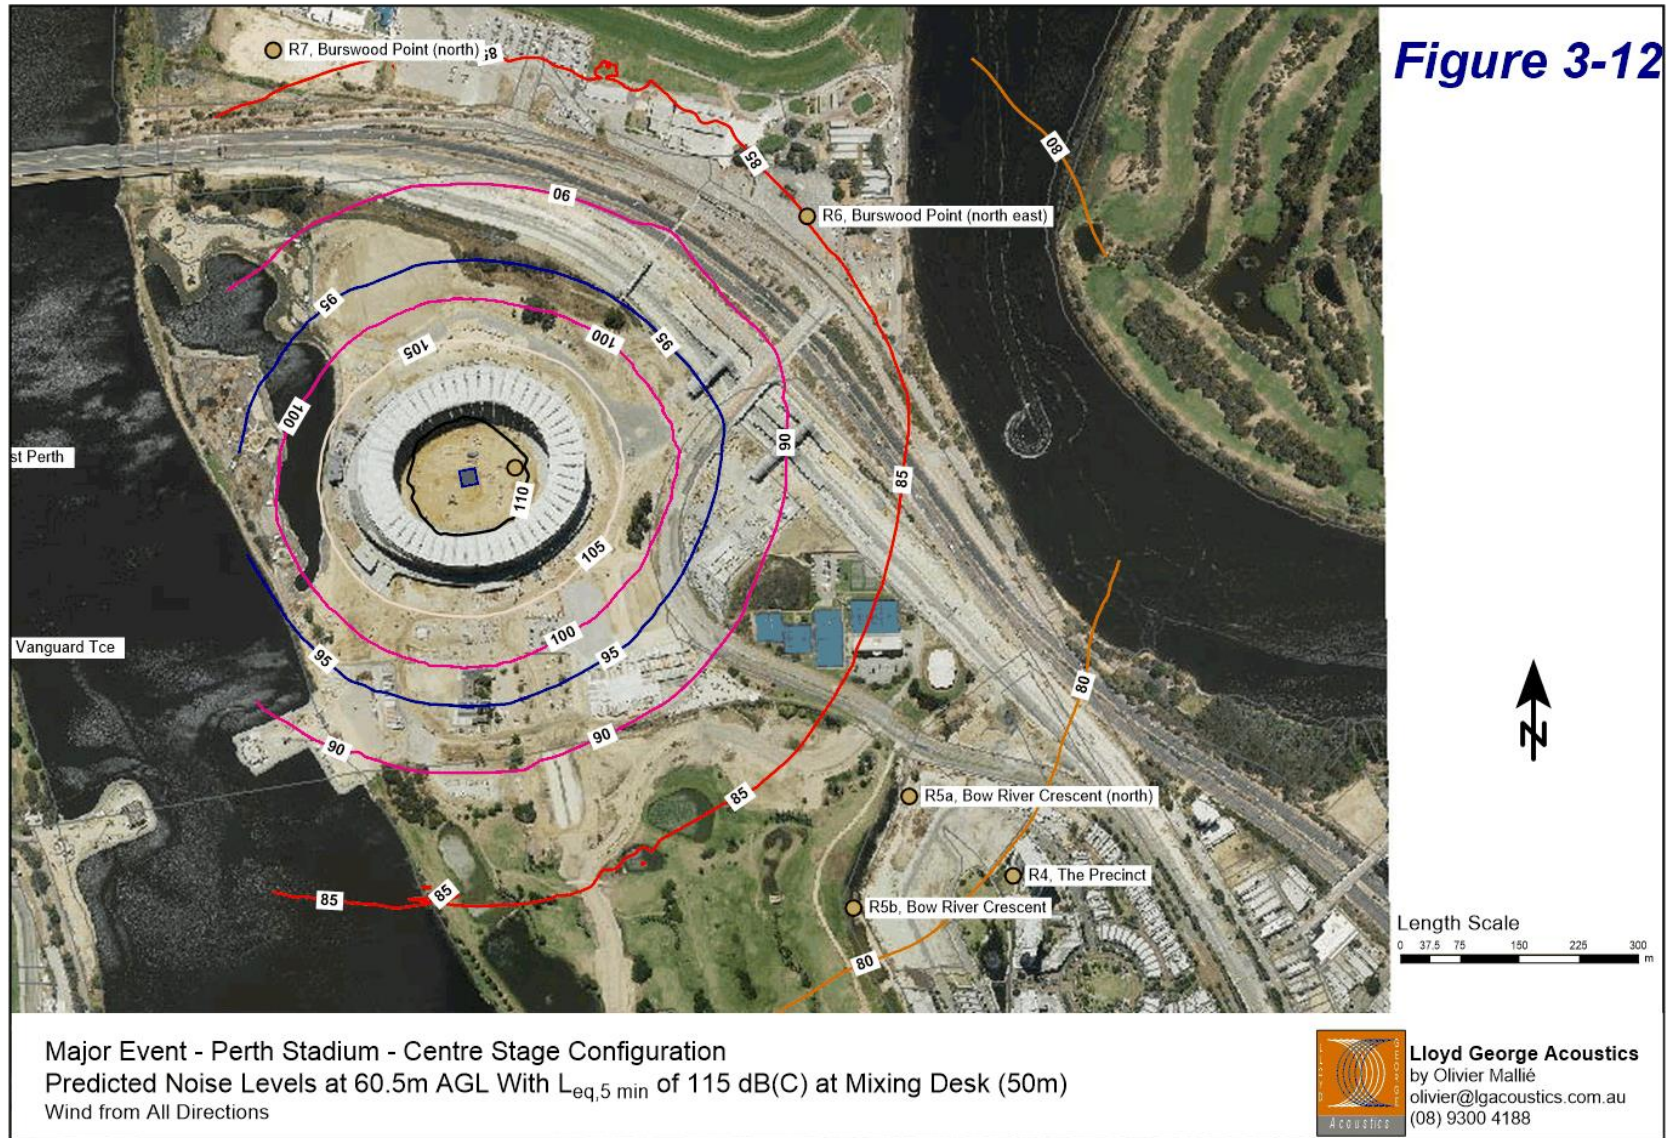 Figure 3-12
R7, Burswood Point (north)
85
80
85
90
R6, Burswood Point (north east)
95
95
100
105
100
90
85
st Perth
110
105
100
95
95
Vanguard Tce
80
90
90
85
R5a, Bow River Crescent (north)
R4, The Precinct
85
85
R5b, Bow River Crescent
80
N
Length Scale
0 37.5 75 150 225 300
m
Major Event - Perth Stadium - Centre Stage Configuration
Predicted Noise Levels at 60.5m AGL With Leq,5 min of 115 dB(C) at Mixing Desk (50m)
Wind from All Directions
LLOYD GEORGE
Acoustics
Lloyd George Acoustics
by Olivier Mallié
olivier@lgacoustics.com.au
(08) 9300 4188